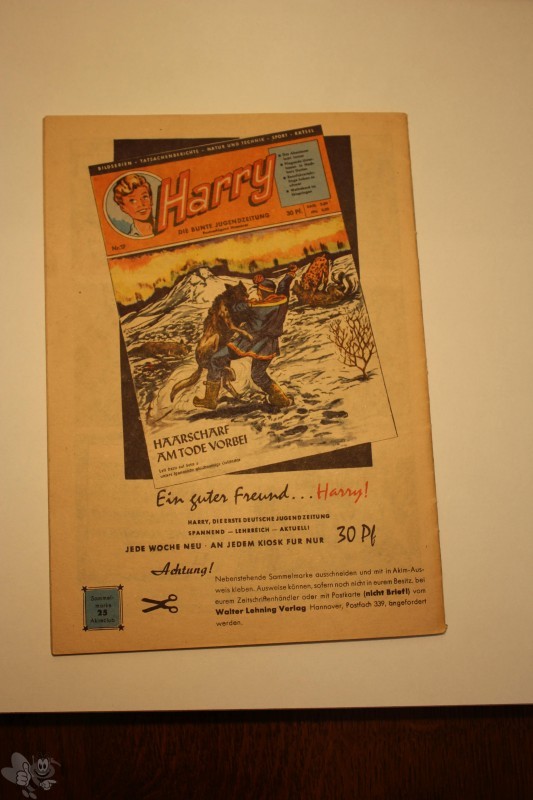 BILDSERIEN · TATSACHENBERICHTE · NATUR UND TECHNIK · SPORT · RÄTSEL
Harry
DIE BUNTE JUGENDZEITUNG
30 Pf.
HAARSCHARF
AM TODE VORBEI
Ein guter Freund... Harry!
HARRY, DIE ERSTE DEUTSCHE JUGENDZEITUNG
SPANNEND — LEHRREICH — AKTUELL!
JEDE WOCHE NEU · AN JEDEM KIOSK FÜR NUR 30 Pf
Achtung!
Nebenstehende Sammelmarke ausschneiden und mit in Akim-Aus-
weis kleben. Ausweise können, sofern noch nicht in eurem Besitz, bei
eurem Zeitschriftenhändler oder mit Postkarte (nicht Brief!) vom
Walter Lehning Verlag Hannover, Postfach 339, angefordert
werden.
Sammel-
marke
25
Akimklub